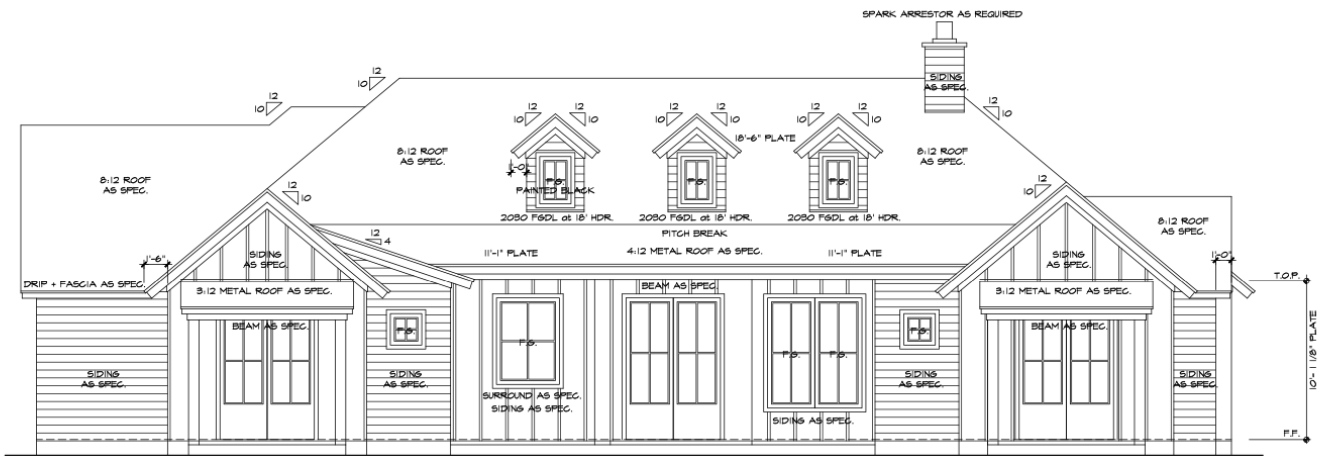 SPARK ARRESTOR AS REQUIRED
12
10
12
10
SIDING
AS SPEC.
12
10
12
10
12
10
12
10
12
10
12
10
12
10
18'-6" PLATE
8:12 ROOF
AS SPEC.
8:12 ROOF
AS SPEC.
8:12 ROOF
AS SPEC.
1'-0"
F.G.
F.G.
F.G.
PAINTED BLACK
12
10
12
10
2030 FGDL at 18' HDR.
2030 FGDL at 18' HDR.
2030 FGDL at 18' HDR.
8:12 ROOF
AS SPEC.
12
4
PITCH BREAK
11'-1" PLATE
4:12 METAL ROOF AS SPEC.
11'-1" PLATE
1'-6"
SIDING
AS SPEC.
SIDING
AS SPEC.
1'-0"
DRIP + FASCIA AS SPEC.
3:12 METAL ROOF AS SPEC.
BEAM AS SPEC.
3:12 METAL ROOF AS SPEC.
T.O.P.
BEAM AS SPEC.
F.G.
F.G.
F.G.
BEAM AS SPEC.
F.G.
F.G.
SIDING
AS SPEC.
SIDING
AS SPEC.
SIDING
AS SPEC.
SIDING
AS SPEC.
SURROUND AS SPEC.
SIDING AS SPEC.
SIDING AS SPEC.
10'- 1 1/8" PLATE
F.F.